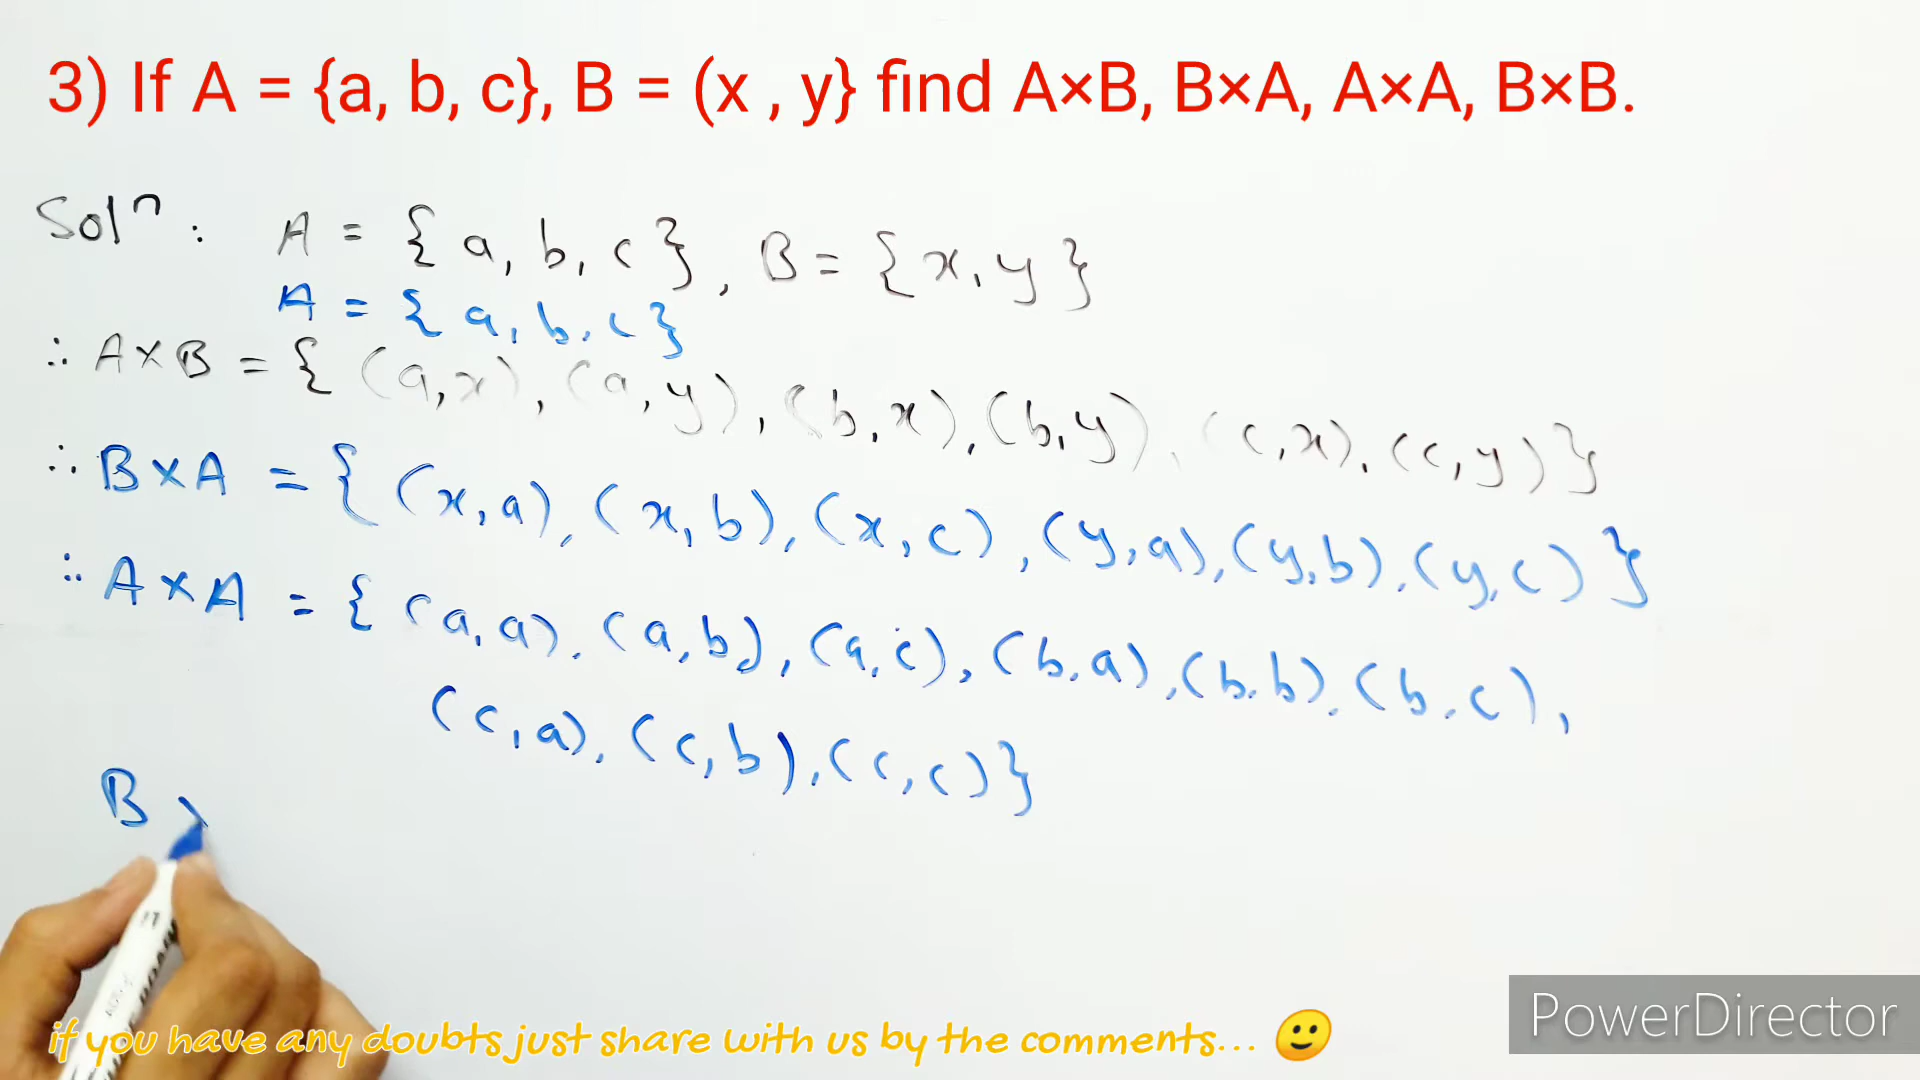 3) If A = {a, b, c}, B = (x , y} find A×B, B×A, A×A, B×B.
Solⁿ : A = { a, b, c } , B = { x, y }
A = { a, b, c }
∴ A×B = { (a,x), (a,y), (b,x), (b,y), (c,x), (c,y) }
∴ B×A = { (x,a), (x,b), (x,c), (y,a), (y,b), (y,c) }
∴ A×A = { (a,a), (a,b), (a,c), (b,a), (b,b), (b,c),
(c,a), (c,b), (c,c) }
B
if you have any doubts just share with us by the comments... 🙂
PowerDirector